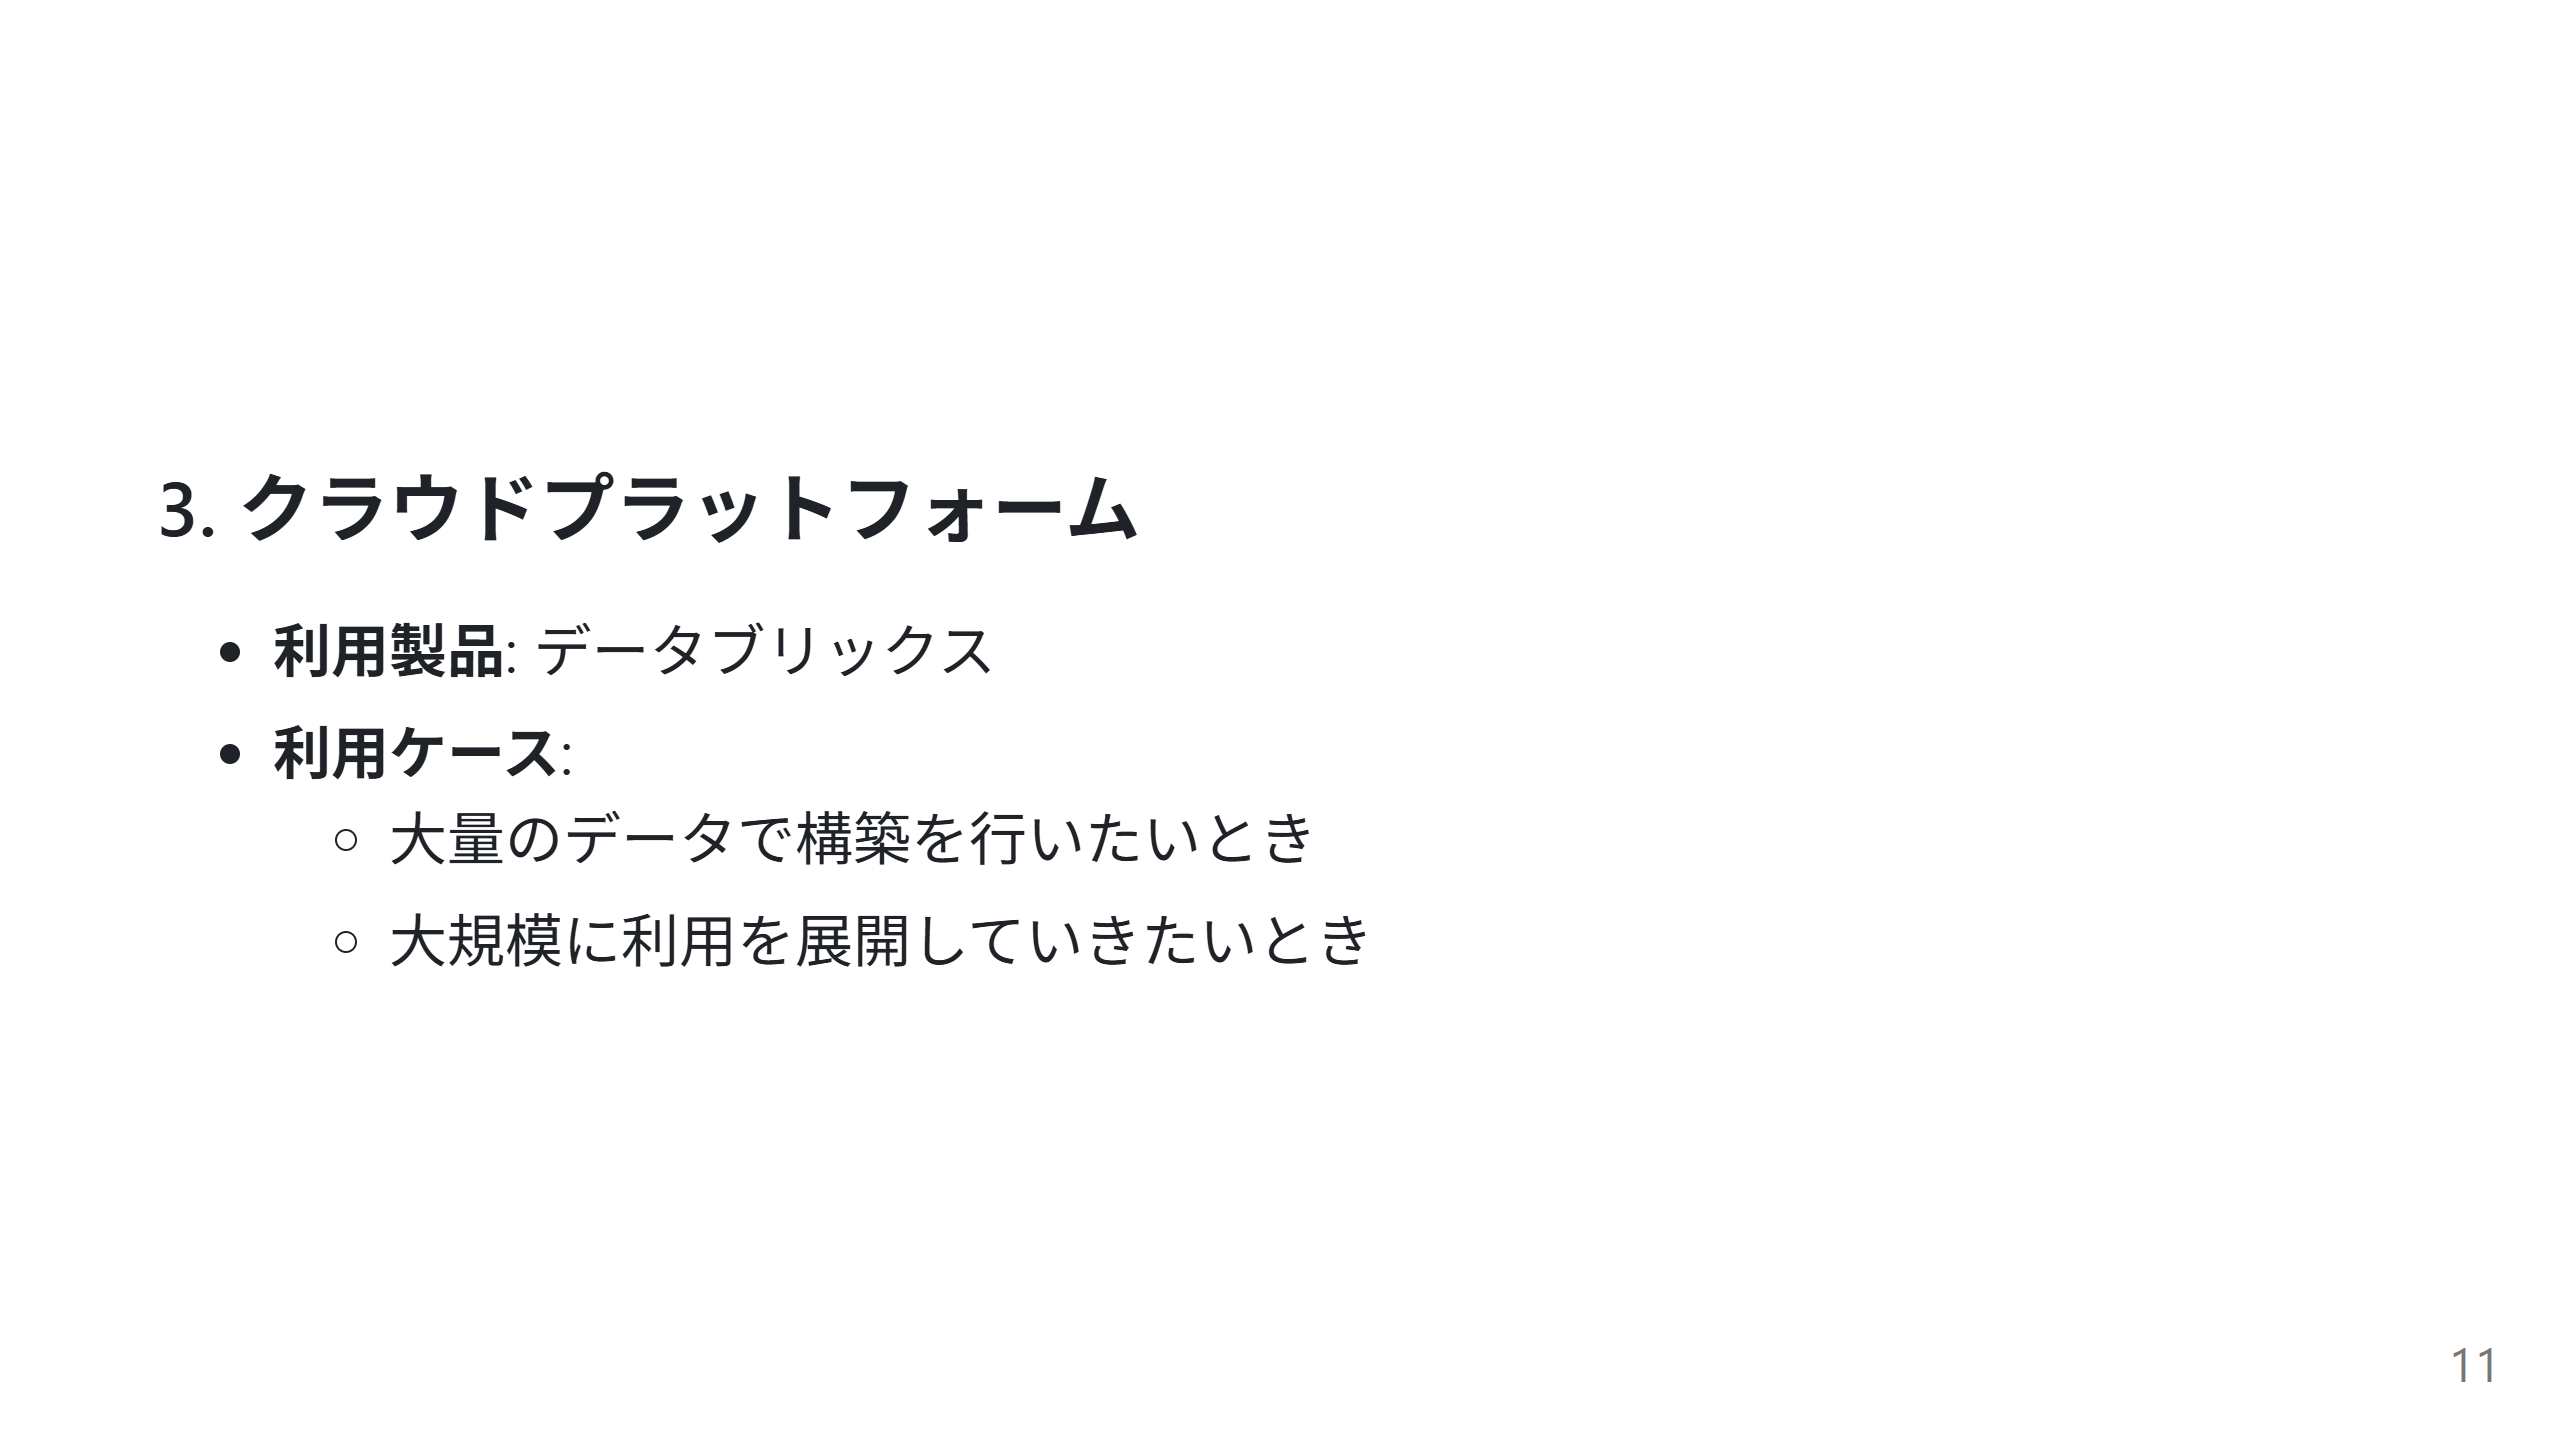 3. クラウドプラットフォーム
• 利用製品: データブリックス
• 利用ケース:
○ 大量のデータで構築を行いたいとき
○ 大規模に利用を展開していきたいとき
11